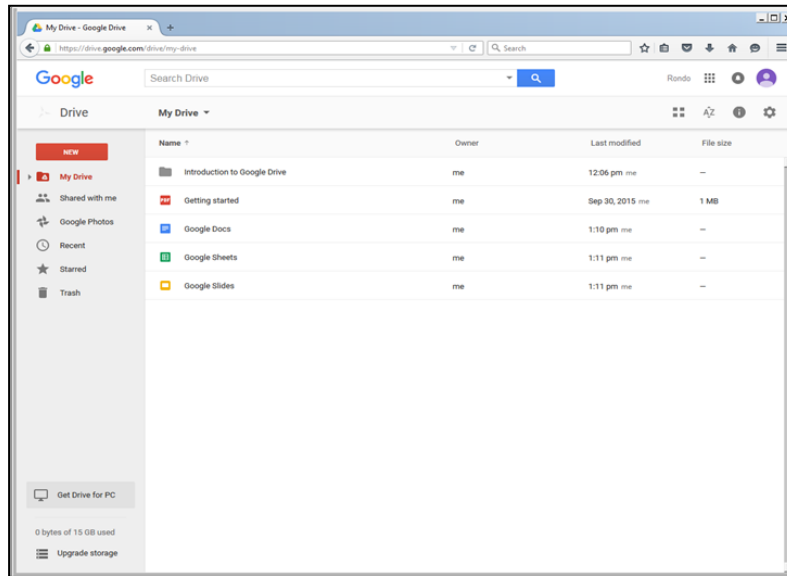 My Drive - Google Drive
https://drive.google.com/drive/my-drive
Search
Google
Search Drive
Rondo
Drive
My Drive
NEW
Name
Owner
Last modified
File size
My Drive
Shared with me
Google Photos
Recent
Starred
Trash
Introduction to Google Drive me 12:06 pm me –
PDF Getting started me Sep 30, 2015 me 1 MB
Google Docs me 1:10 pm me –
Google Sheets me 1:11 pm me –
Google Slides me 1:11 pm me –
Get Drive for PC
0 bytes of 15 GB used
Upgrade storage